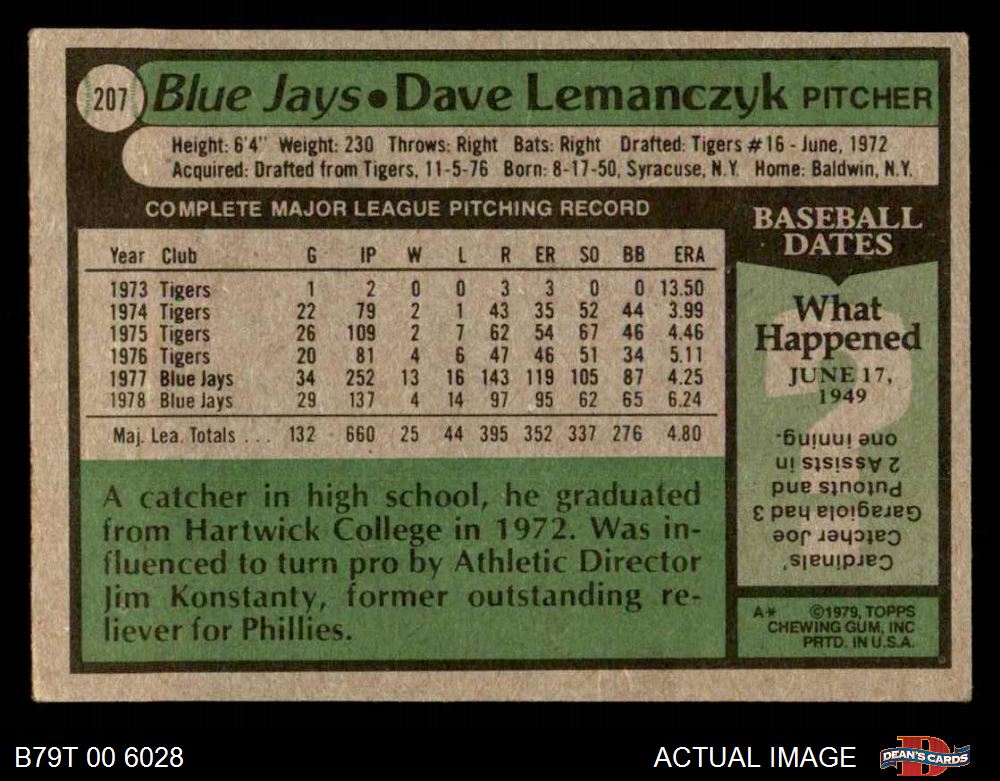 207 Blue Jays • Dave Lemanczyk PITCHER
Height: 6'4" Weight: 230 Throws: Right Bats: Right Drafted: Tigers #16 - June, 1972
Acquired: Drafted from Tigers, 11-5-76 Born: 8-17-50, Syracuse, N.Y. Home: Baldwin, N.Y.
COMPLETE MAJOR LEAGUE PITCHING RECORD
Year Club G IP W L R ER SO BB ERA
1973 Tigers 1 2 0 0 3 3 0 0 13.50
1974 Tigers 22 79 2 1 43 35 52 44 3.99
1975 Tigers 26 109 2 7 62 54 67 46 4.46
1976 Tigers 20 81 4 6 47 46 51 34 5.11
1977 Blue Jays 34 252 13 16 143 119 105 87 4.25
1978 Blue Jays 29 137 4 14 97 95 62 65 6.24
Maj. Lea. Totals ... 132 660 25 44 395 352 337 276 4.80
A catcher in high school, he graduated
from Hartwick College in 1972. Was in-
fluenced to turn pro by Athletic Director
Jim Konstanty, former outstanding re-
liever for Phillies.
BASEBALL
DATES
What
Happened
JUNE 17,
1949
Cardinals'
Catcher Joe
Garagiola had 3
Putouts and
2 Assists in
one inning.
A* ©1979, TOPPS
CHEWING GUM, INC
PRTD. IN U.S.A.
B79T 00 6028
ACTUAL IMAGE
DEAN'S CARDS